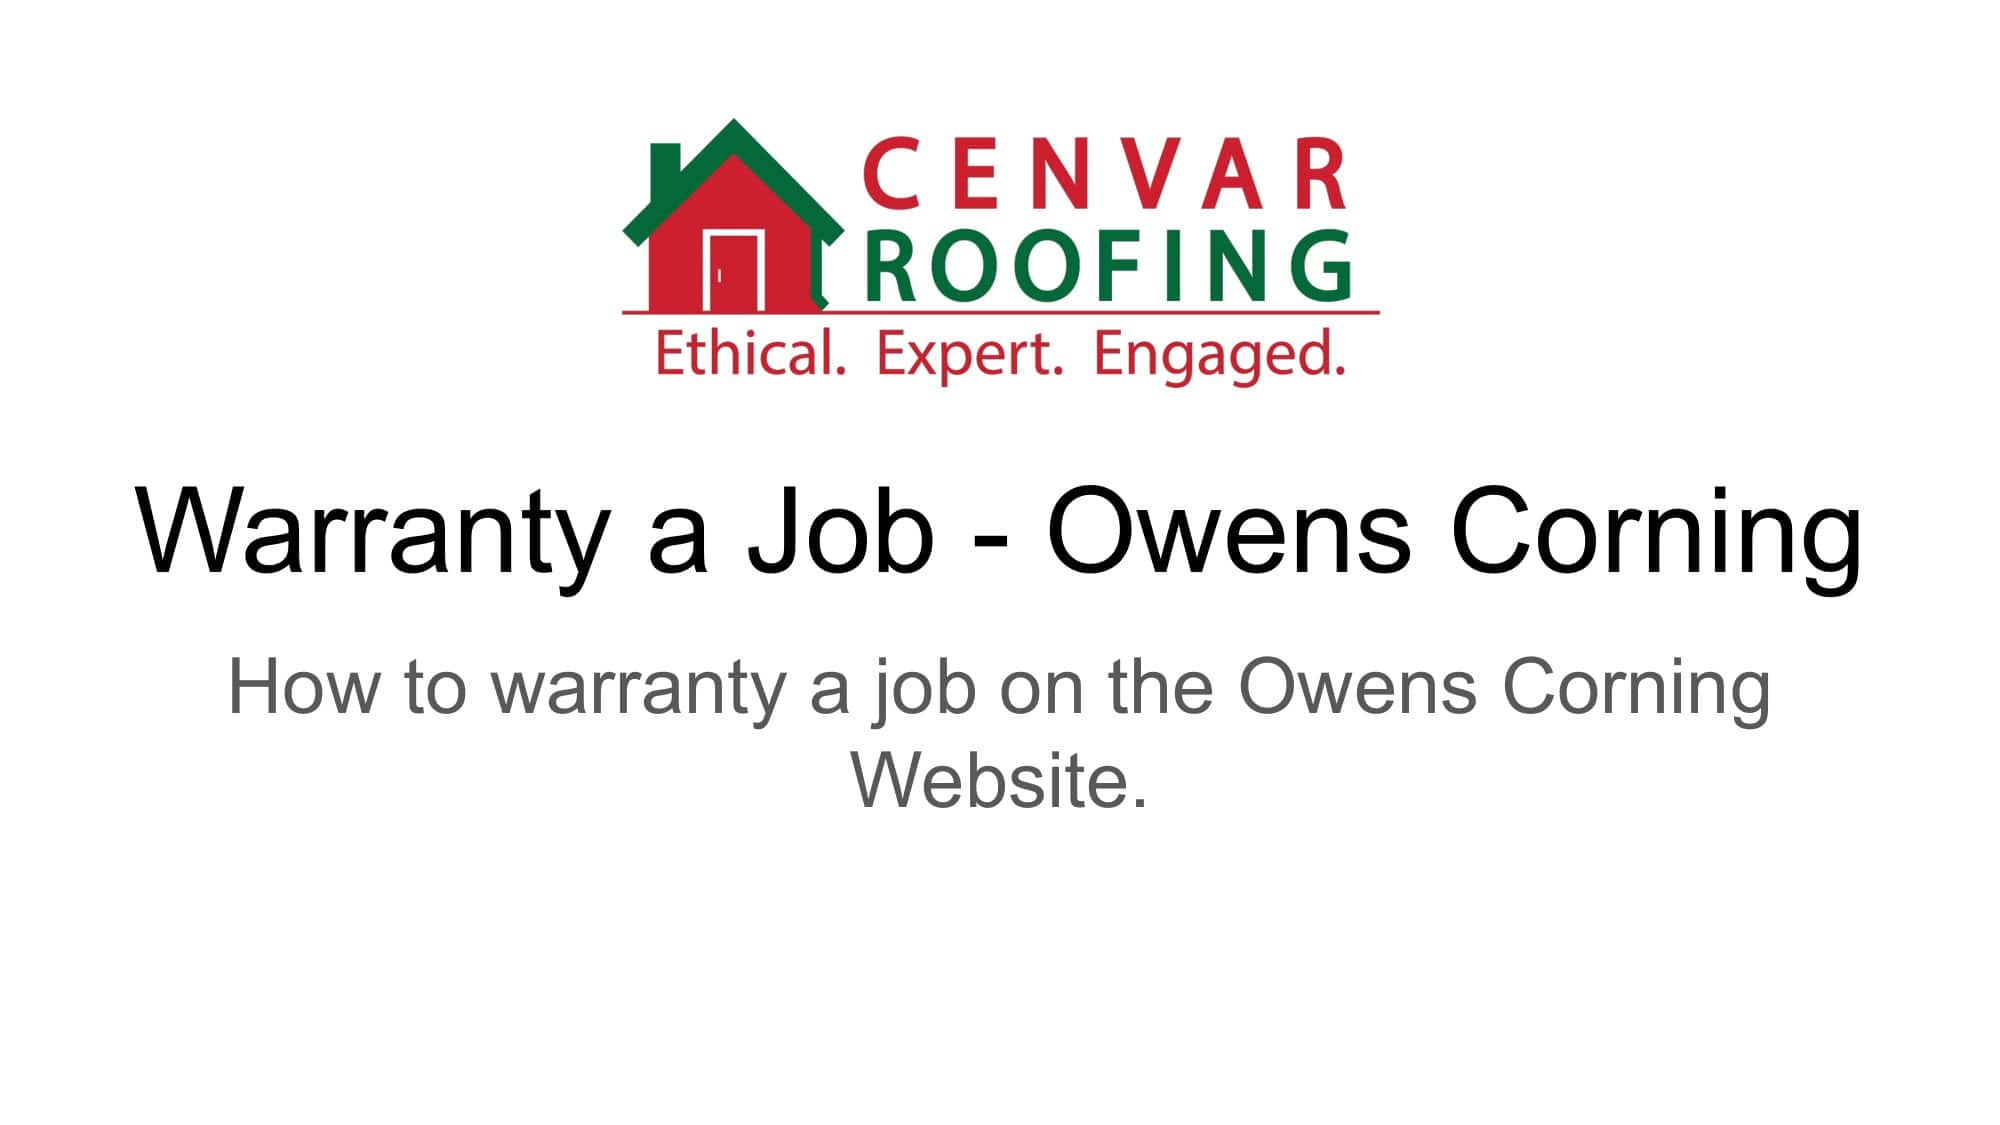 CENVAR
ROOFING
Ethical. Expert. Engaged.
Warranty a Job - Owens Corning
How to warranty a job on the Owens Corning
Website.